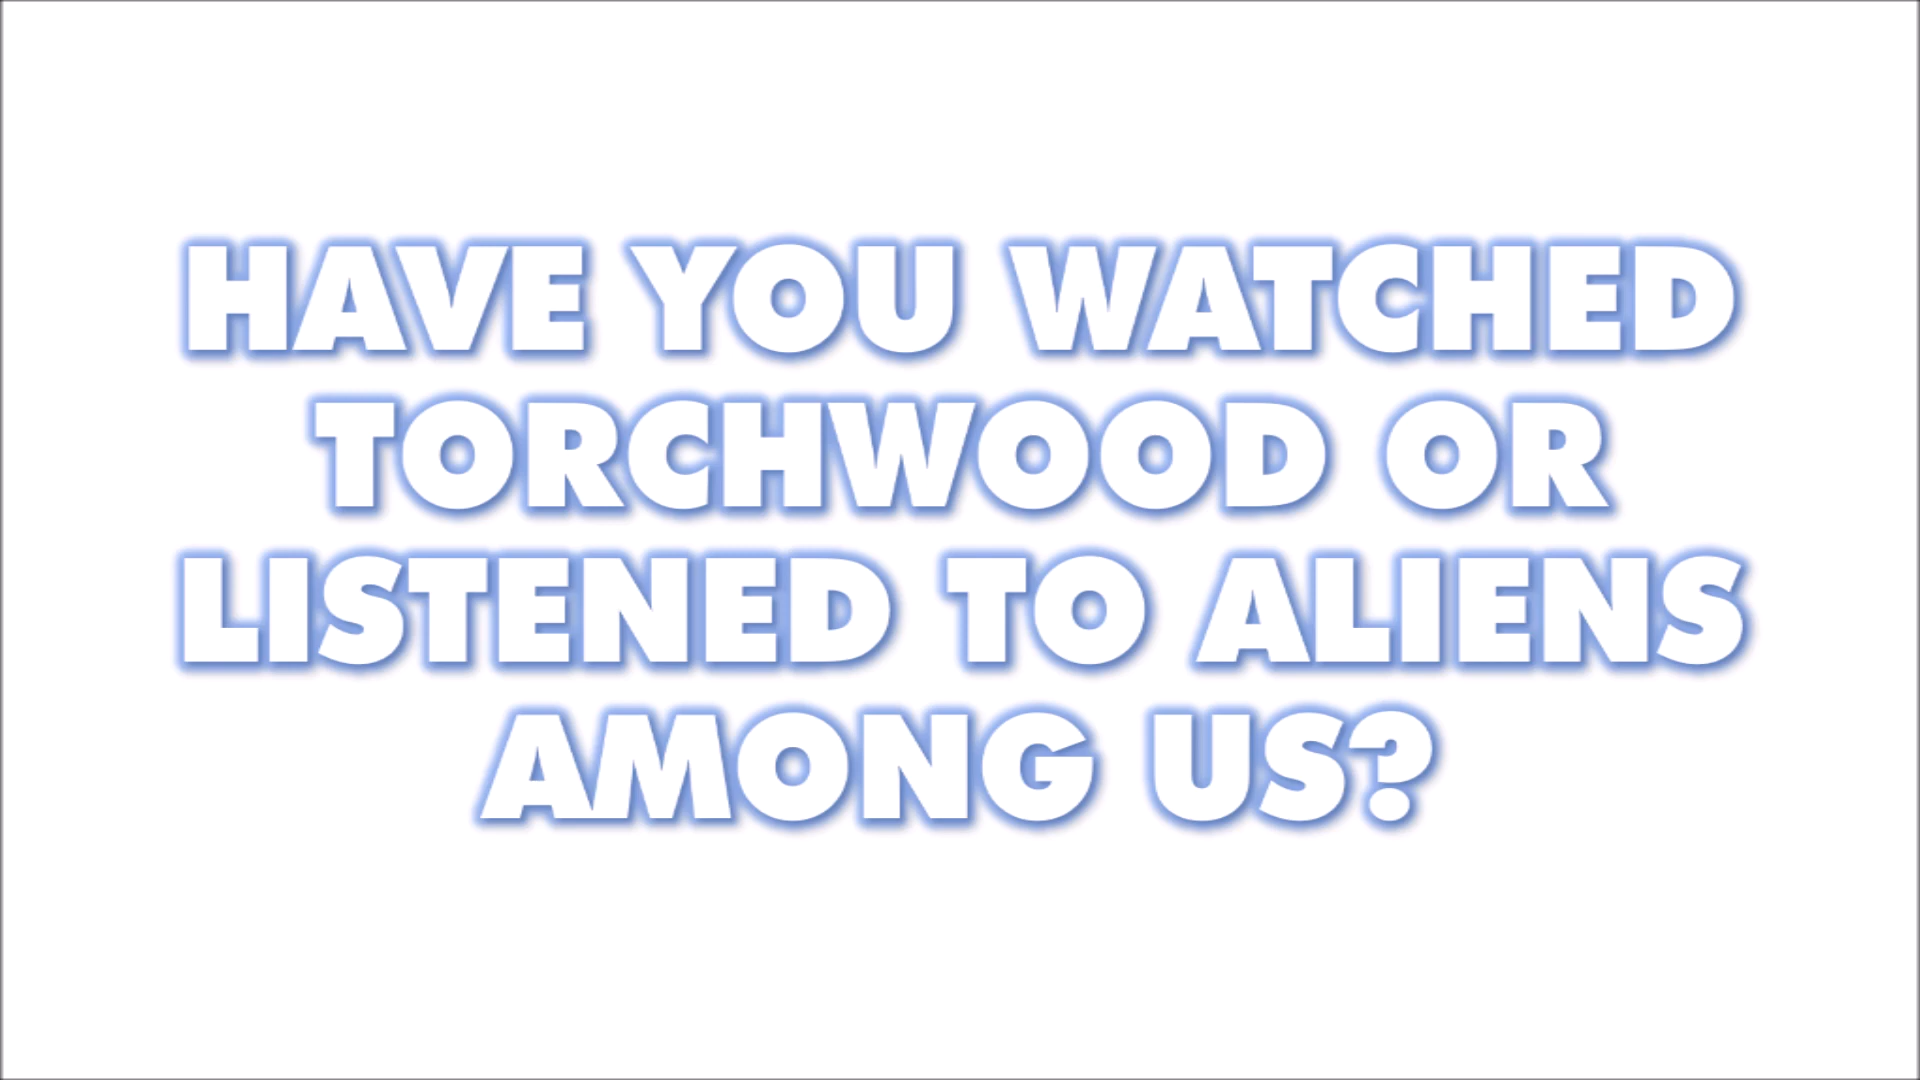 HAVE YOU WATCHED
TORCHWOOD OR
LISTENED TO ALIENS
AMONG US?